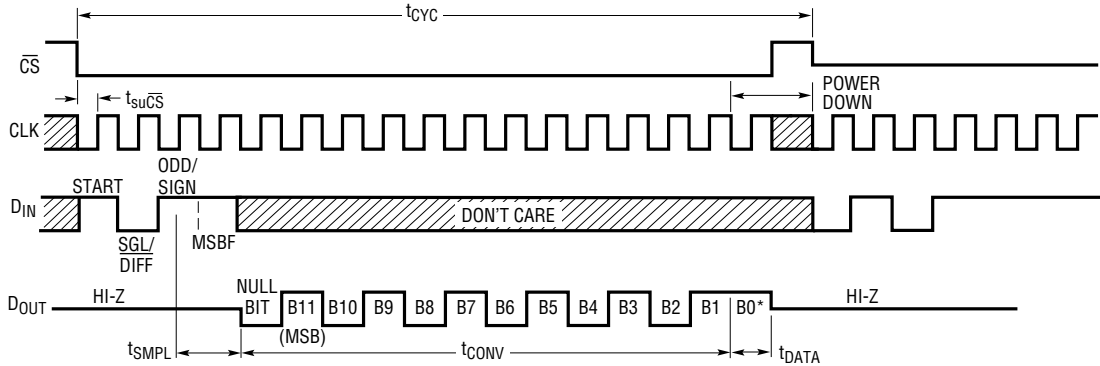 tCYC
CS
tsuCS
POWER
DOWN
CLK
START
ODD/
SIGN
DIN
DON'T CARE
SGL/
DIFF
MSBF
DOUT
HI-Z
NULL
BIT
B11
B10
B9
B8
B7
B6
B5
B4
B3
B2
B1
B0*
HI-Z
(MSB)
tSMPL
tCONV
tDATA